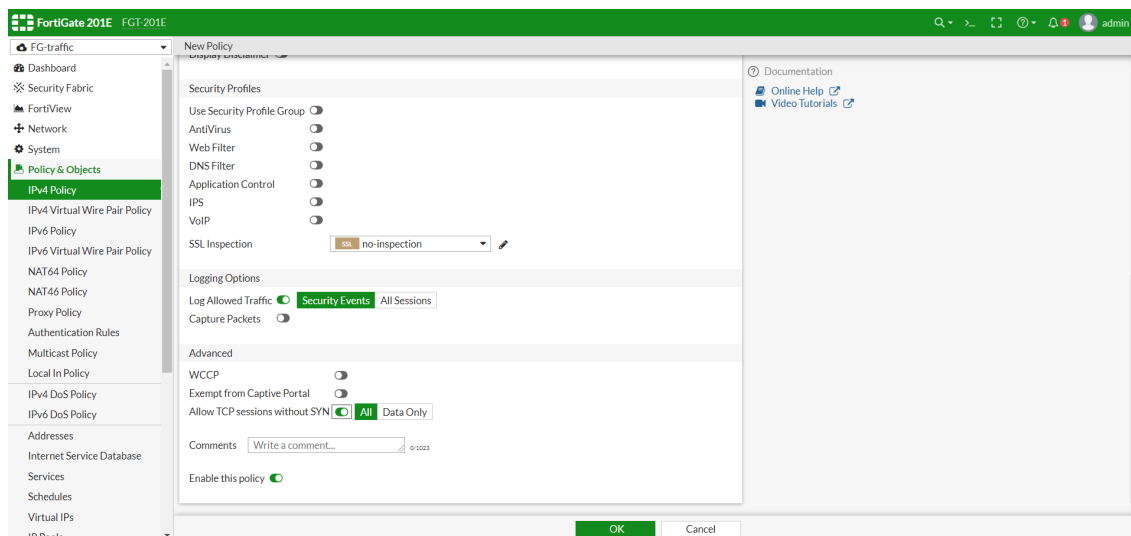 FortiGate 201E FGT-201E
1 admin
FG-traffic
New Policy
Dashboard
Security Fabric
FortiView
Network
System
Policy & Objects
IPv4 Policy
IPv4 Virtual Wire Pair Policy
IPv6 Policy
IPv6 Virtual Wire Pair Policy
NAT64 Policy
NAT46 Policy
Proxy Policy
Authentication Rules
Multicast Policy
Local In Policy
IPv4 DoS Policy
IPv6 DoS Policy
Addresses
Internet Service Database
Services
Schedules
Virtual IPs
IP Pools
Display Disclaimer
Security Profiles
Use Security Profile Group
AntiVirus
Web Filter
DNS Filter
Application Control
IPS
VoIP
SSL Inspection SSL no-inspection
Logging Options
Log Allowed Traffic Security Events All Sessions
Capture Packets
Advanced
WCCP
Exempt from Captive Portal
Allow TCP sessions without SYN All Data Only
Comments Write a comment... 0/1023
Enable this policy
OK Cancel
Documentation
Online Help
Video Tutorials